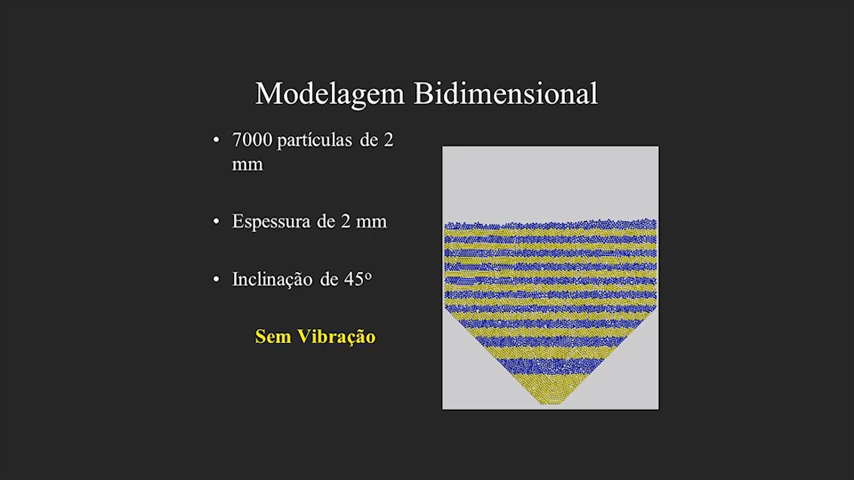 Modelagem Bidimensional
• 7000 partículas de 2
mm
• Espessura de 2 mm
• Inclinação de 45º
Sem Vibração